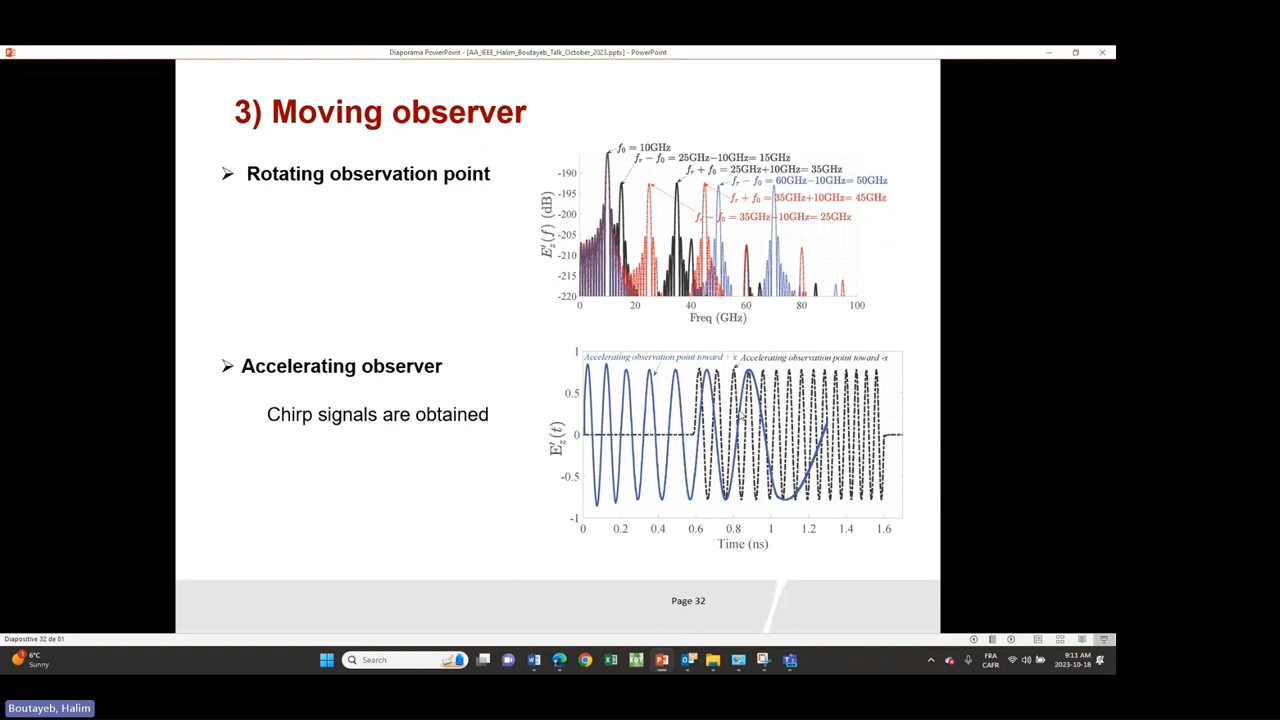 Diaporama PowerPoint - [AA_IEEE_Halim_Boutayeb_Talk_October_2023.pptx] - PowerPoint
3) Moving observer
➢ Rotating observation point
f₀ = 10GHz
fᵣ − f₀ = 25GHz−10GHz= 15GHz
fᵣ + f₀ = 25GHz+10GHz= 35GHz
fᵣ − f₀ = 60GHz−10GHz= 50GHz
fᵣ + f₀ = 35GHz+10GHz= 45GHz
fᵣ − f₀ = 35GHz−10GHz= 25GHz
E′z(f) (dB)
-190
-195
-200
-205
-210
-215
-220
0 20 40 60 80 100
Freq (GHz)
➢ Accelerating observer
Chirp signals are obtained
Accelerating observation point toward + x
Accelerating observation point toward -x
E′z(t)
1
0.5
0
-0.5
-1
0 0.2 0.4 0.6 0.8 1 1.2 1.4 1.6
Time (ns)
Page 32
Diapositive 32 de 81
1
6°C
Sunny
Search
FRA
CAFR
9:11 AM
2023-10-18
Boutayeb, Halim